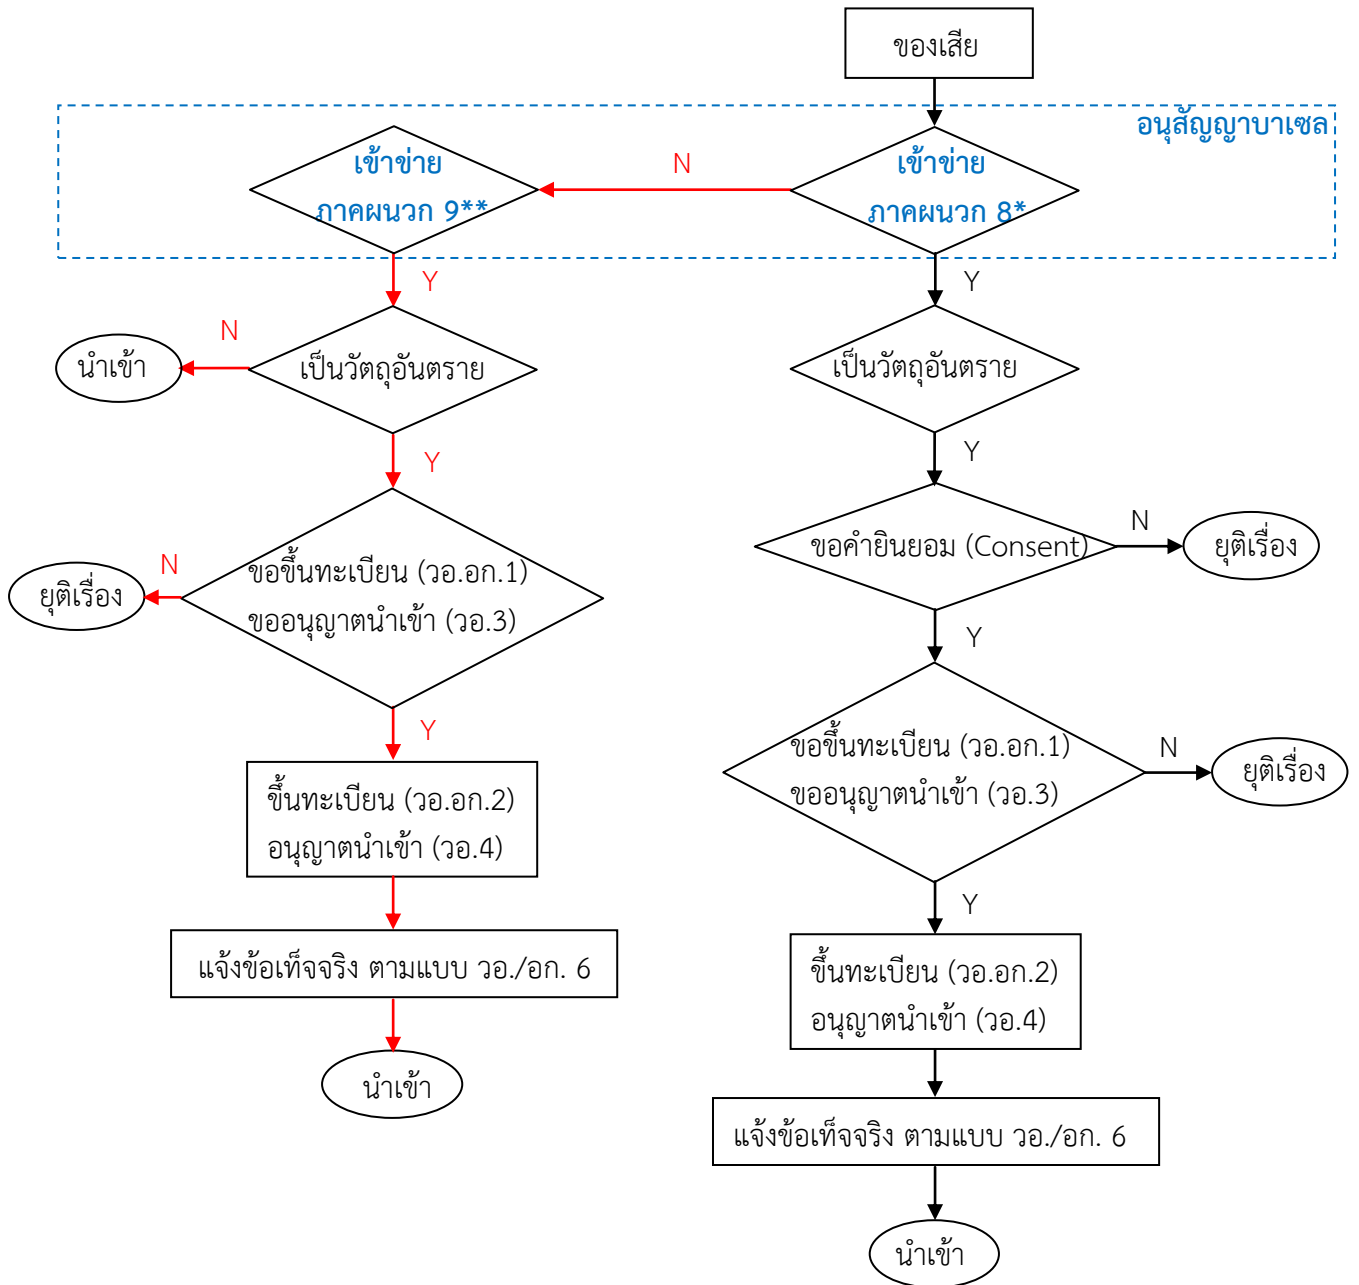 ของเสีย
อนุสัญญาบาเซล
เข้าข่าย
ภาคผนวก 9**
N
เข้าข่าย
ภาคผนวก 8*
Y
Y
นำเข้า
N
เป็นวัตถุอันตราย
เป็นวัตถุอันตราย
Y
Y
ขอคำยินยอม (Consent)
N
ยุติเรื่อง
ยุติเรื่อง
N
ขอขึ้นทะเบียน (วอ.อก.1)
ขออนุญาตนำเข้า (วอ.3)
Y
Y
ขอขึ้นทะเบียน (วอ.อก.1)
ขออนุญาตนำเข้า (วอ.3)
N
ยุติเรื่อง
ขึ้นทะเบียน (วอ.อก.2)
อนุญาตนำเข้า (วอ.4)
Y
แจ้งข้อเท็จจริง ตามแบบ วอ./อก. 6
ขึ้นทะเบียน (วอ.อก.2)
อนุญาตนำเข้า (วอ.4)
นำเข้า
แจ้งข้อเท็จจริง ตามแบบ วอ./อก. 6
นำเข้า